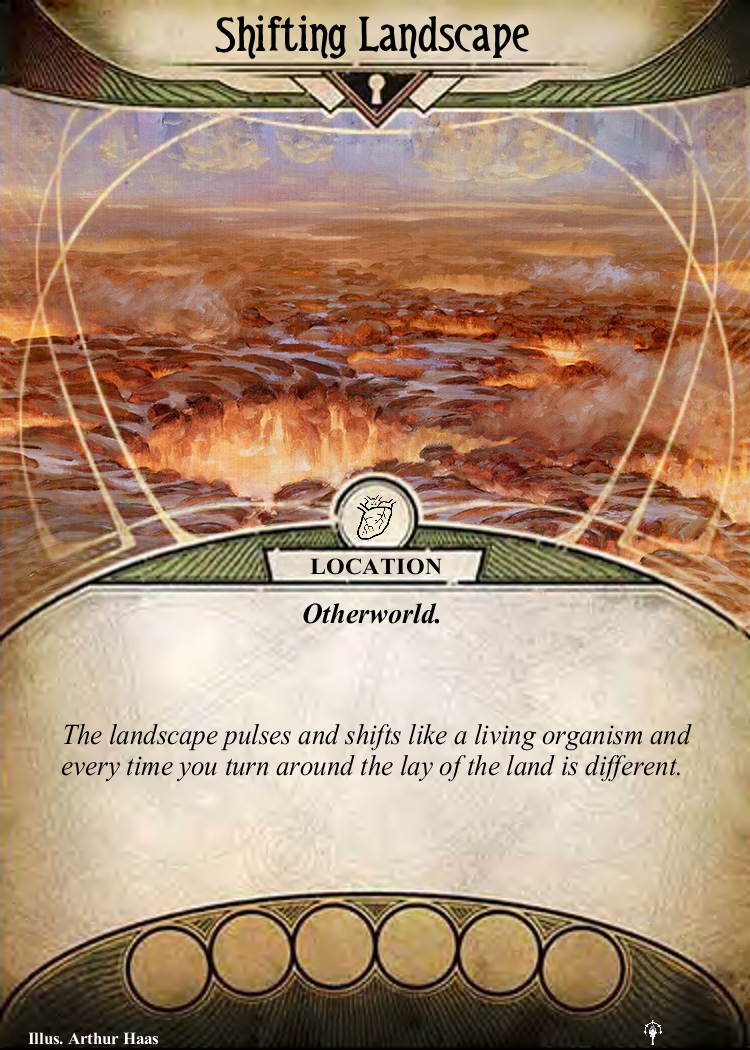 Shifting Landscape
LOCATION
Otherworld.
The landscape pulses and shifts like a living organism and
every time you turn around the lay of the land is different.
Illus. Arthur Haas